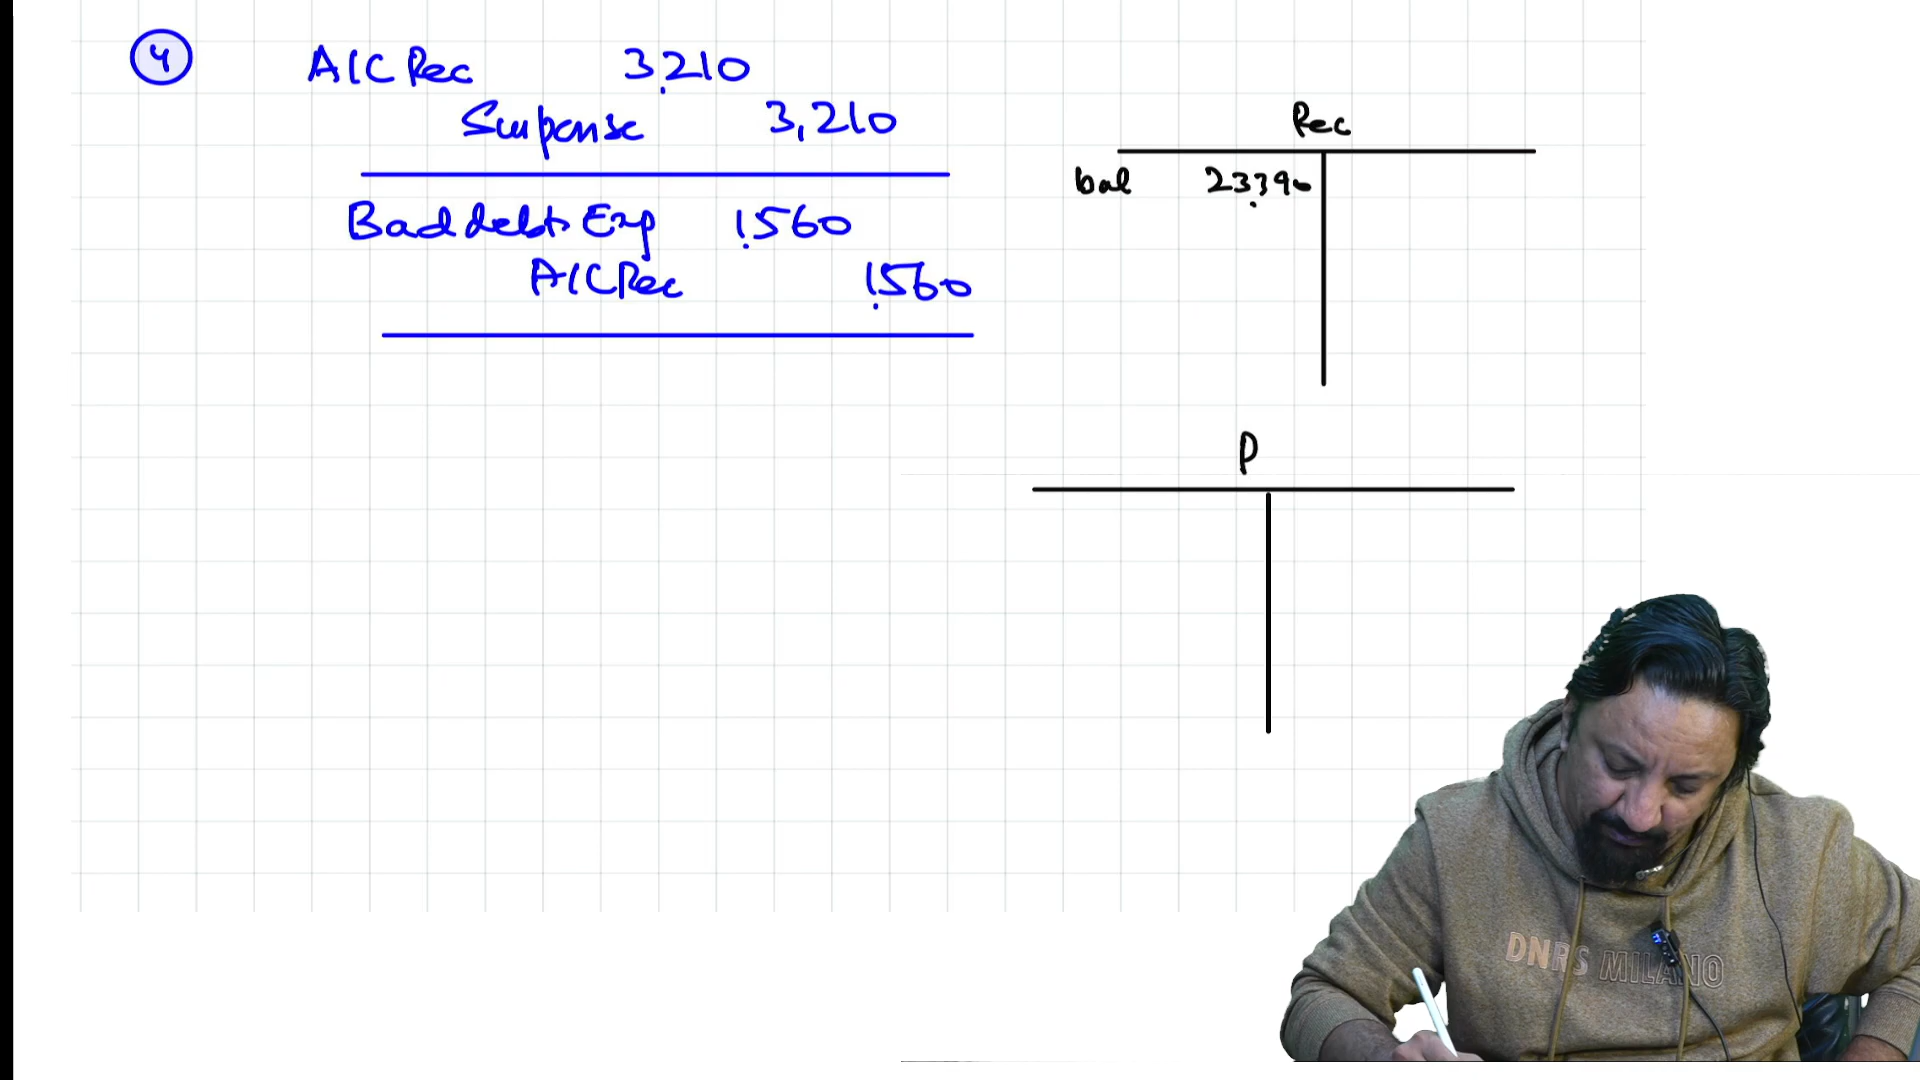 4
A/C Rec 3,210
Suspense 3,210
Bad debts Exp 1,560
A/C Rec 1,560
Rec
bal 23,390
P
DNRS MILANO